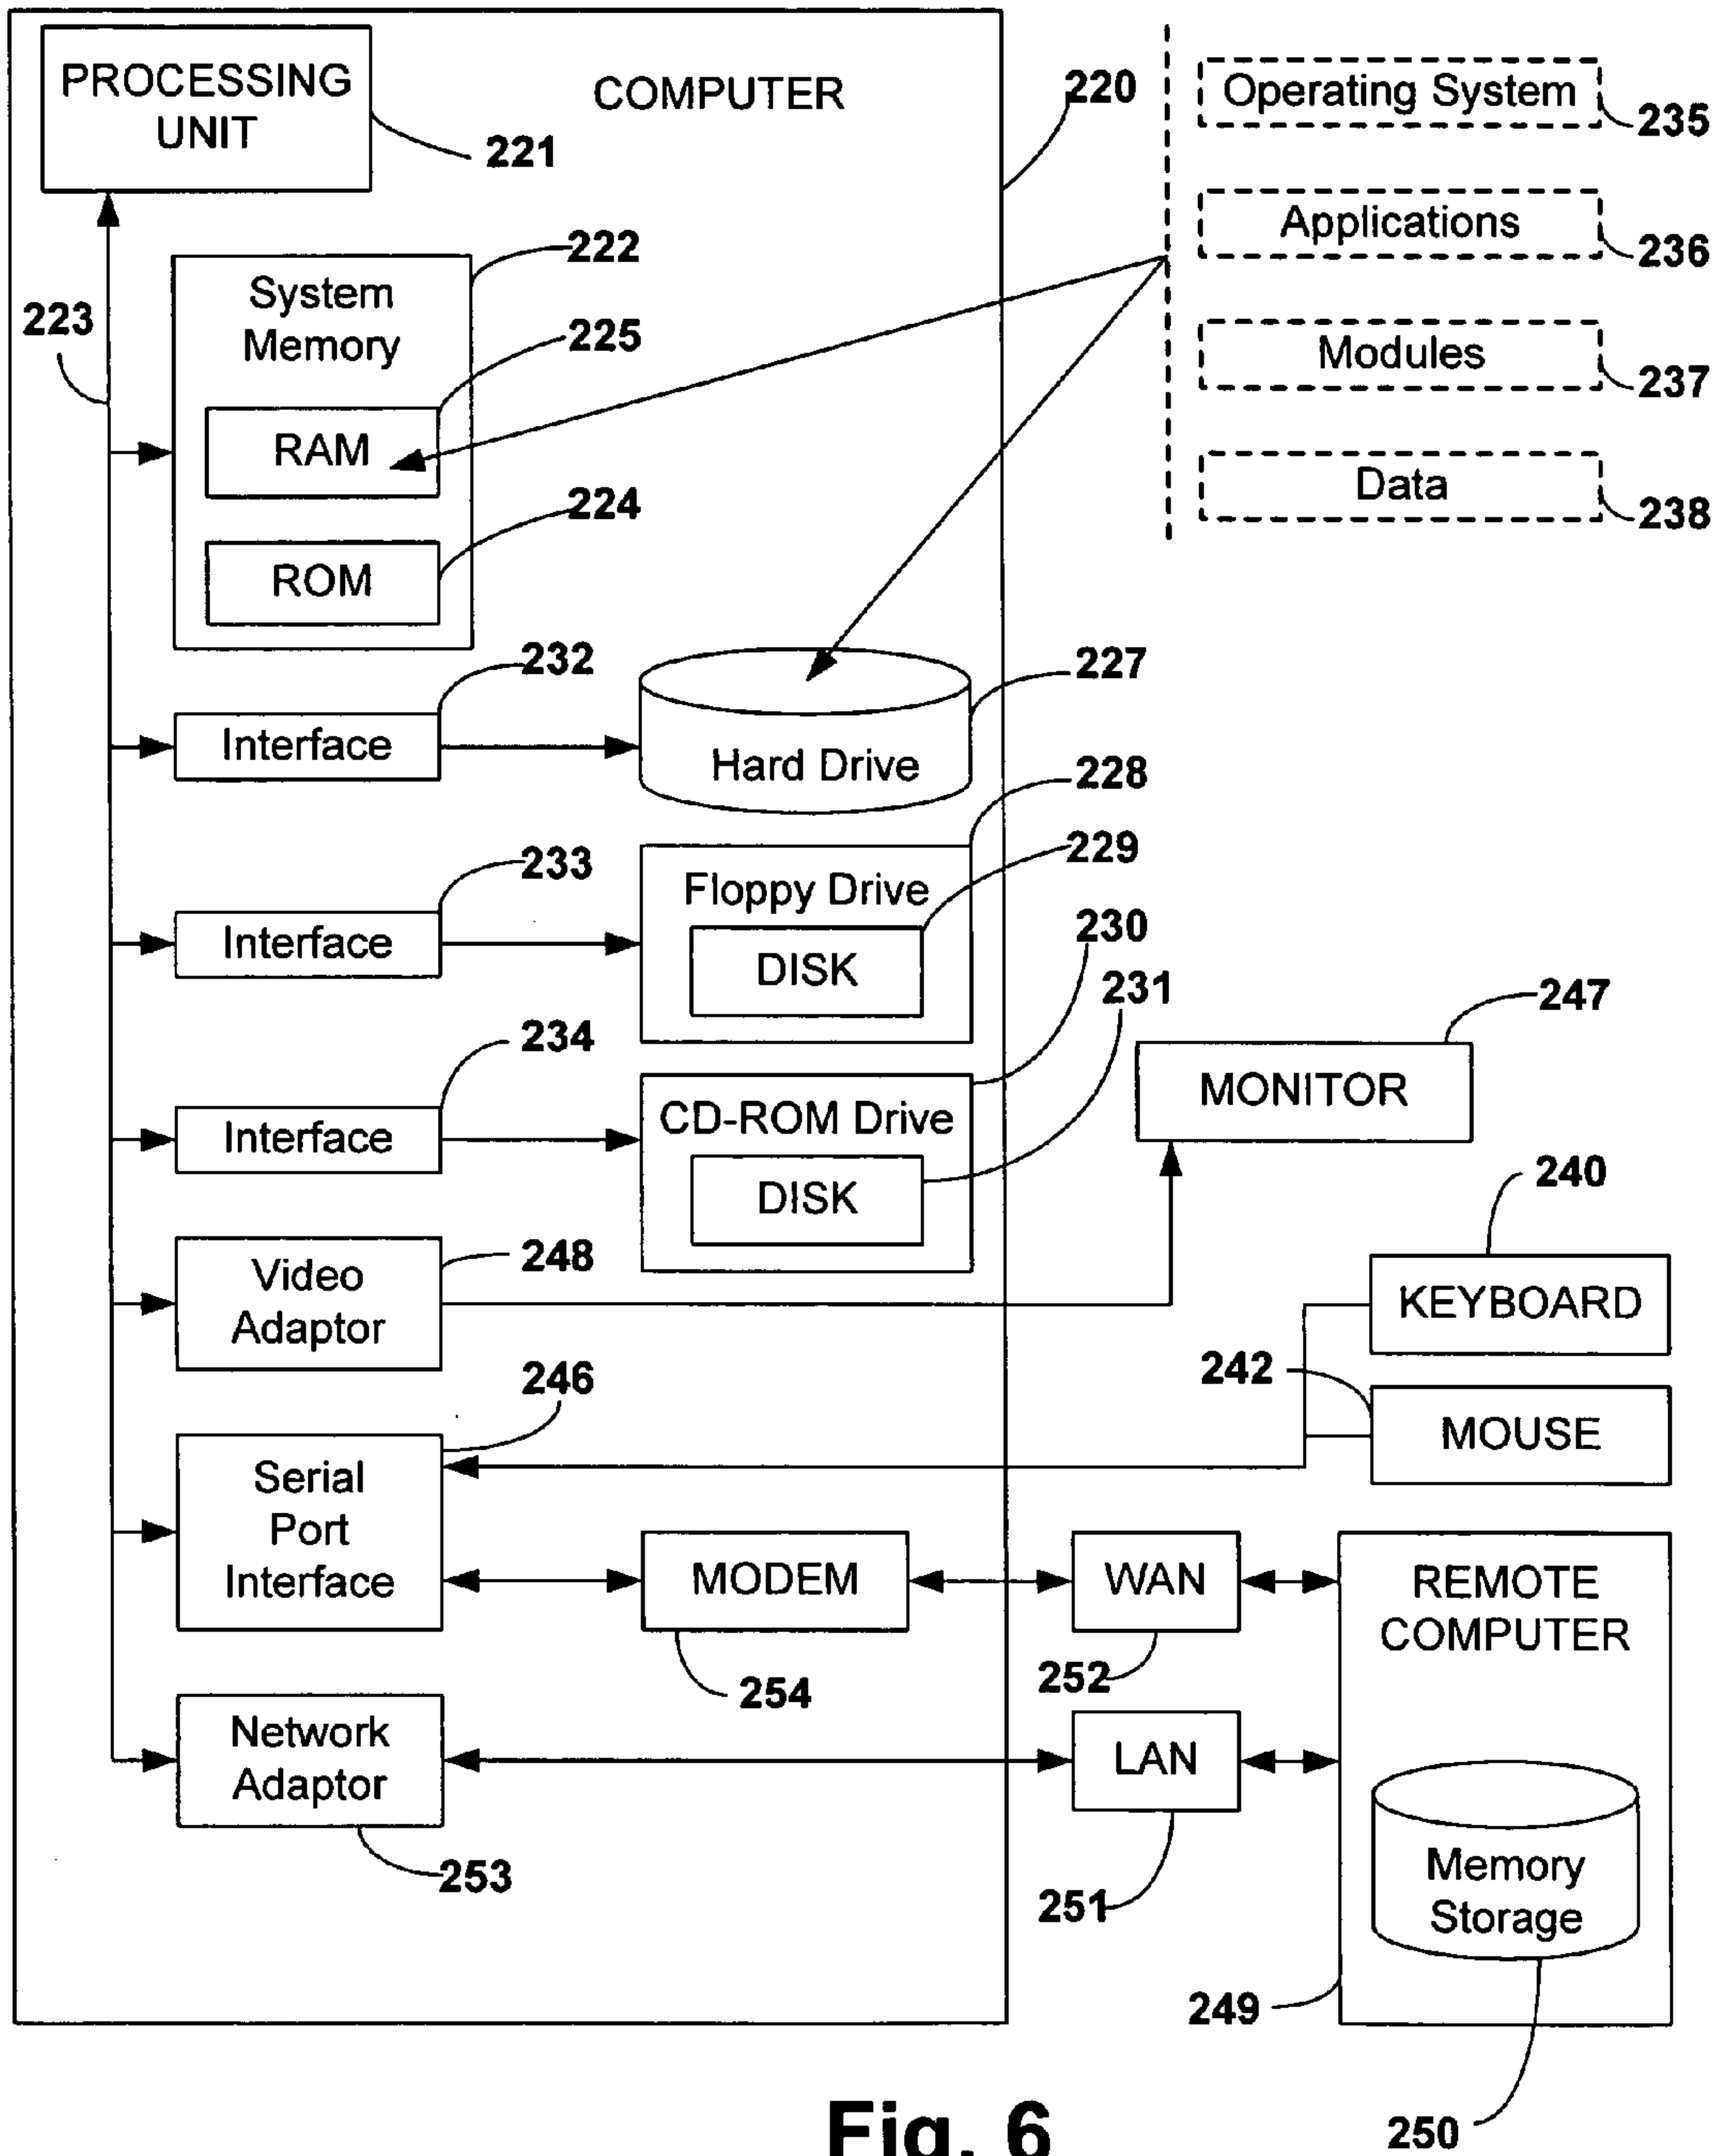 PROCESSING
UNIT
COMPUTER
220
221
Operating System
235
Applications
236
Modules
237
Data
238
222
System
Memory
223
225
RAM
224
ROM
232
Interface
227
Hard Drive
228
233
Interface
229
Floppy Drive
DISK
230
231
234
Interface
CD-ROM Drive
DISK
247
MONITOR
240
KEYBOARD
248
Video
Adaptor
242
MOUSE
246
Serial
Port
Interface
MODEM
254
WAN
252
REMOTE
COMPUTER
Network
Adaptor
253
LAN
251
Memory
Storage
249
250
Fig. 6